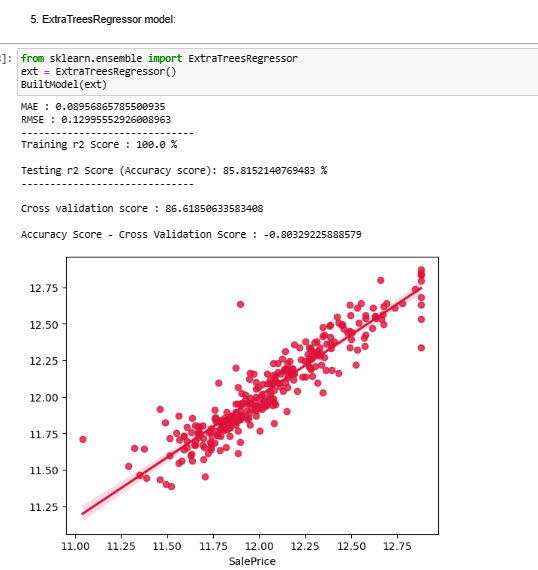 5. ExtraTreesRegressor model:
]: from sklearn.ensemble import ExtraTreesRegressor
ext = ExtraTreesRegressor()
BuiltModel(ext)
MAE : 0.08956865785500935
RMSE : 0.12995552926008963
------------------------------
Training r2 Score : 100.0 %
Testing r2 Score (Accuracy score): 85.8152140769483 %
------------------------------
Cross validation score : 86.61850633583408
Accuracy Score - Cross Validation Score : -0.80329225888579
12.75
12.50
12.25
12.00
11.75
11.50
11.25
11.00 11.25 11.50 11.75 12.00 12.25 12.50 12.75
SalePrice